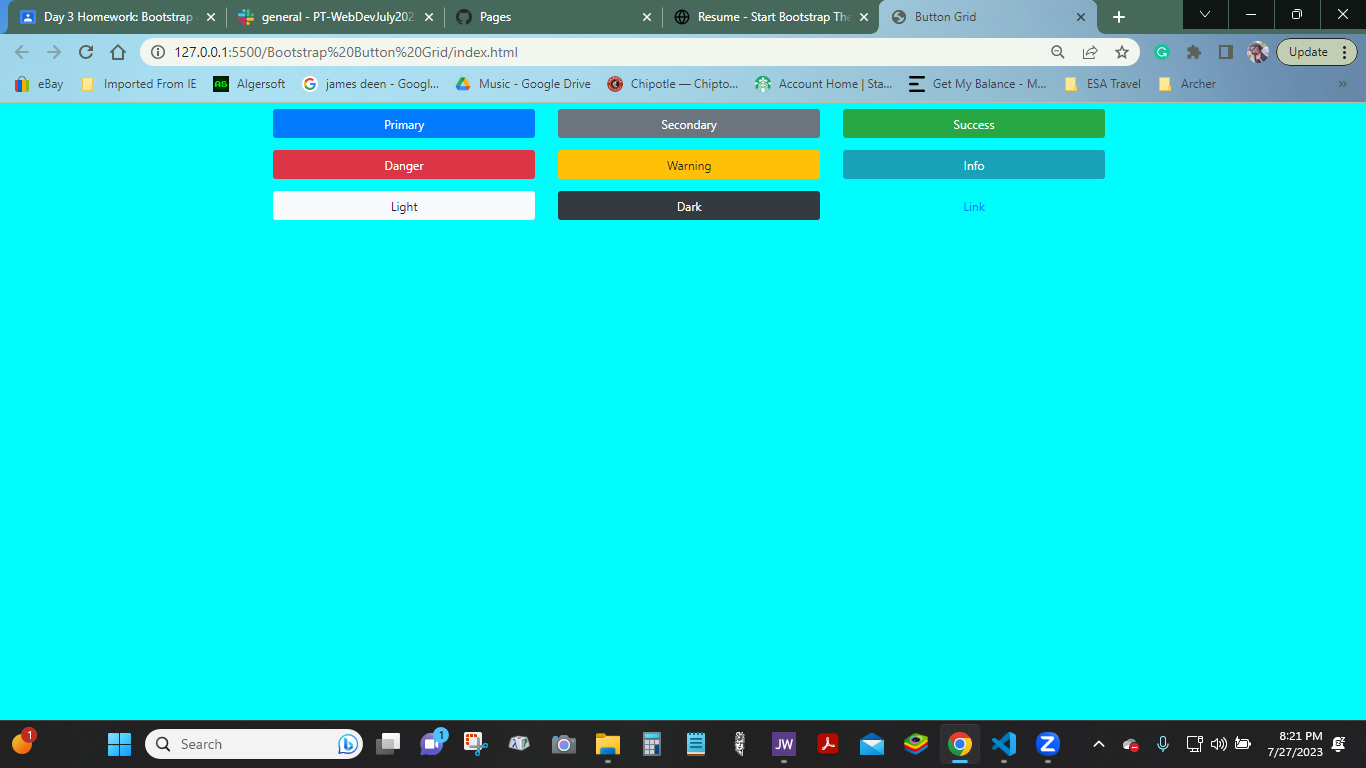 Day 3 Homework: Bootstrap
general - PT-WebDevJuly202
Pages
Resume - Start Bootstrap The
Button Grid
127.0.0.1:5500/Bootstrap%20Button%20Grid/index.html
Update
eBay
Imported From IE
AS
Algersoft
james deen - Googl...
Music - Google Drive
Chipotle — Chipto...
Account Home | Sta...
Get My Balance - M...
ESA Travel
Archer
»
Primary Secondary Success
Danger Warning Info
Light Dark Link
1
Search
1
JW
8:21 PM
7/27/2023